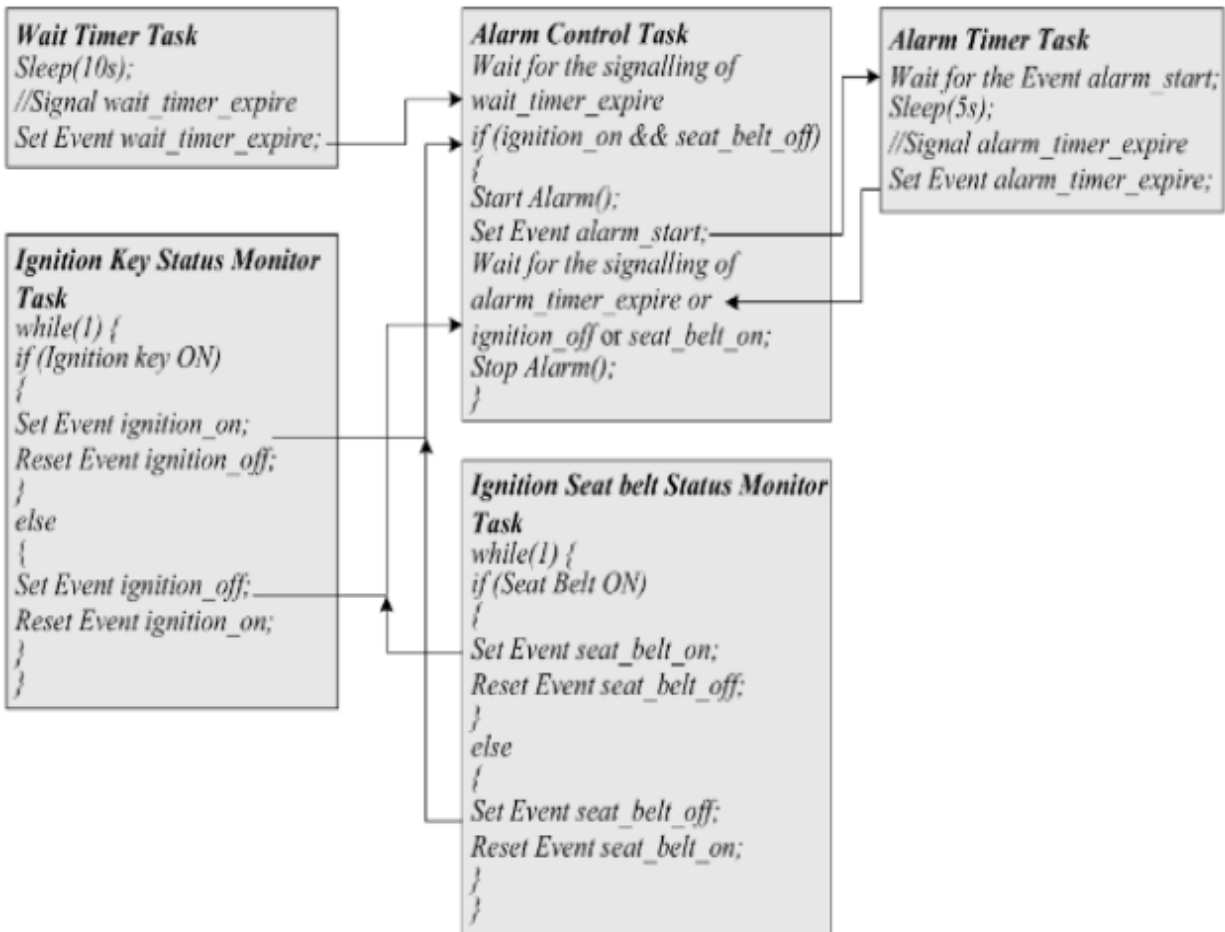 Wait Timer Task
Sleep(10s);
//Signal wait_timer_expire
Set Event wait_timer_expire;
Ignition Key Status Monitor
Task
while(1) {
if (Ignition key ON)
{
Set Event ignition_on;
Reset Event ignition_off;
}
else
{
Set Event ignition_off;
Reset Event ignition_on;
}
}
Alarm Control Task
Wait for the signalling of
wait_timer_expire
if (ignition_on && seat_belt_off)
{
Start Alarm();
Set Event alarm_start;
Wait for the signalling of
alarm_timer_expire or
ignition_off or seat_belt_on;
Stop Alarm();
}
Ignition Seat belt Status Monitor
Task
while(1) {
if (Seat Belt ON)
{
Set Event seat_belt_on;
Reset Event seat_belt_off;
}
else
{
Set Event seat_belt_off;
Reset Event seat_belt_on;
}
}
Alarm Timer Task
Wait for the Event alarm_start;
Sleep(5s);
//Signal alarm_timer_expire
Set Event alarm_timer_expire;